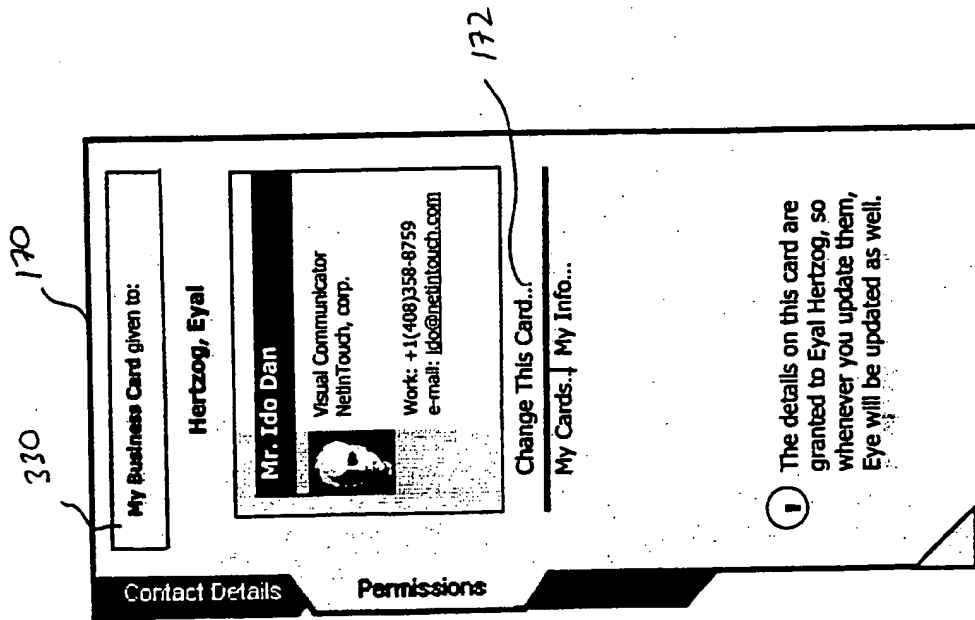 330
170
My Business Card given to:
Hertzog, Eyal
Mr. Ido Dan
Visual Communicator
NetInTouch, corp.
Work: +1(408)358-8759
e-mail: ido@netintouch.com
Change This Card...
172
My Cards... | My Info...
The details on this card are
granted to Eyal Hertzog, so
whenever you update them,
Eye will be updated as well.
Contact Details
Permissions